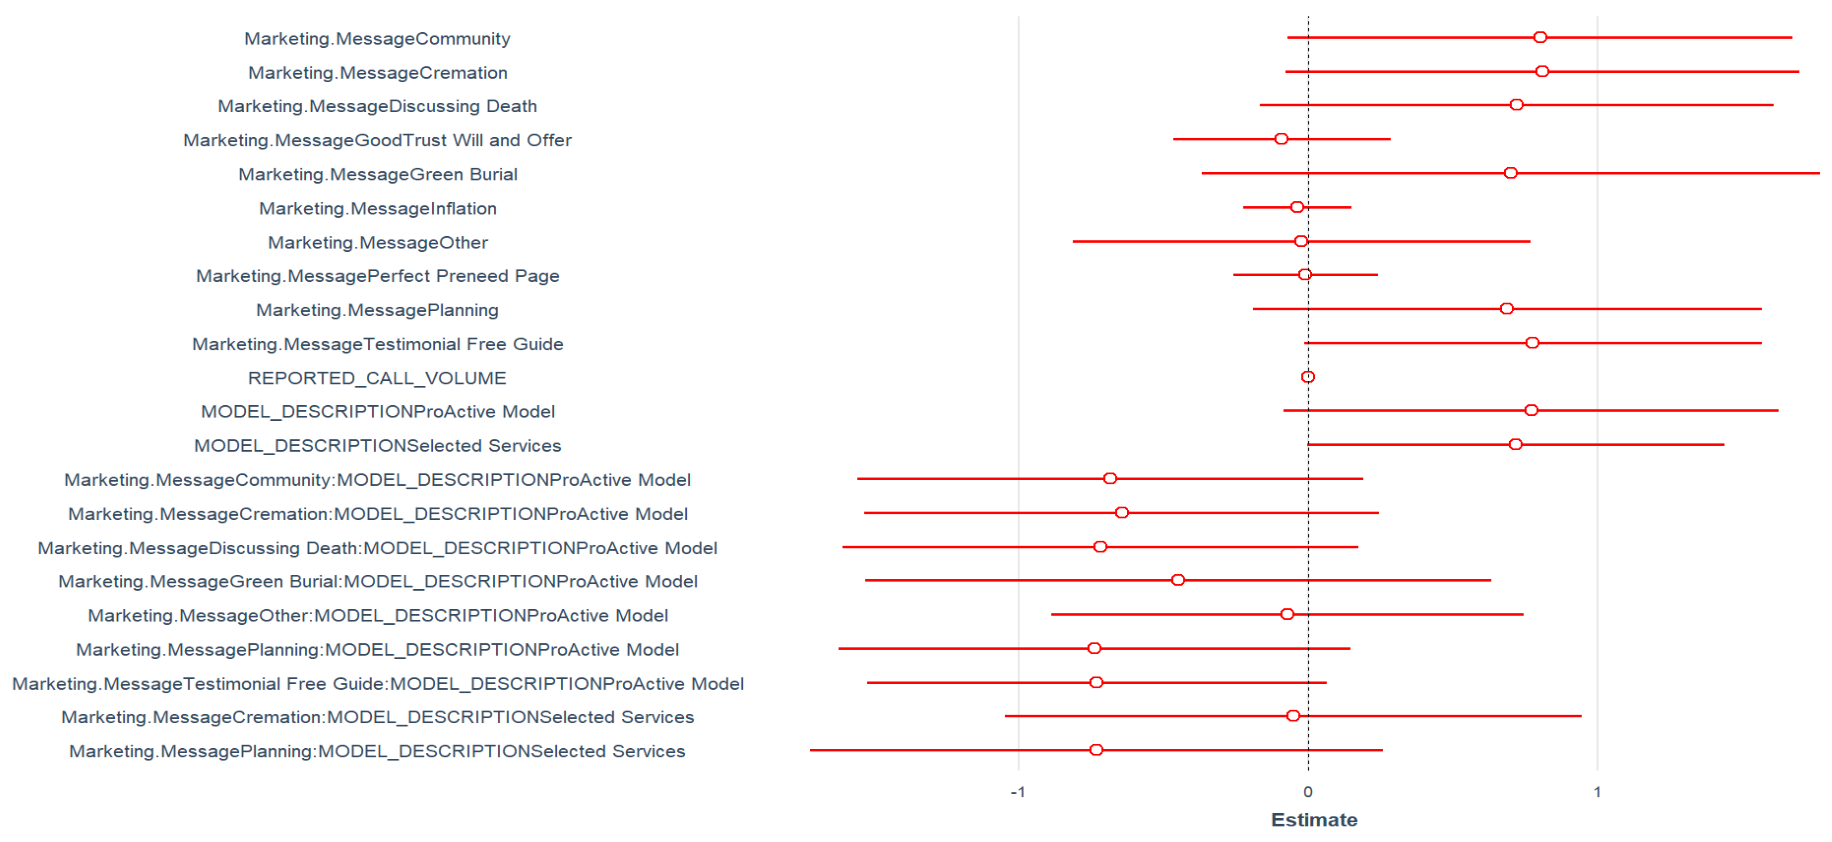 Marketing.MessageCommunity
Marketing.MessageCremation
Marketing.MessageDiscussing Death
Marketing.MessageGoodTrust Will and Offer
Marketing.MessageGreen Burial
Marketing.MessageInflation
Marketing.MessageOther
Marketing.MessagePerfect Preneed Page
Marketing.MessagePlanning
Marketing.MessageTestimonial Free Guide
REPORTED_CALL_VOLUME
MODEL_DESCRIPTIONProActive Model
MODEL_DESCRIPTIONSelected Services
Marketing.MessageCommunity:MODEL_DESCRIPTIONProActive Model
Marketing.MessageCremation:MODEL_DESCRIPTIONProActive Model
Marketing.MessageDiscussing Death:MODEL_DESCRIPTIONProActive Model
Marketing.MessageGreen Burial:MODEL_DESCRIPTIONProActive Model
Marketing.MessageOther:MODEL_DESCRIPTIONProActive Model
Marketing.MessagePlanning:MODEL_DESCRIPTIONProActive Model
Marketing.MessageTestimonial Free Guide:MODEL_DESCRIPTIONProActive Model
Marketing.MessageCremation:MODEL_DESCRIPTIONSelected Services
Marketing.MessagePlanning:MODEL_DESCRIPTIONSelected Services
-1 0 1
Estimate